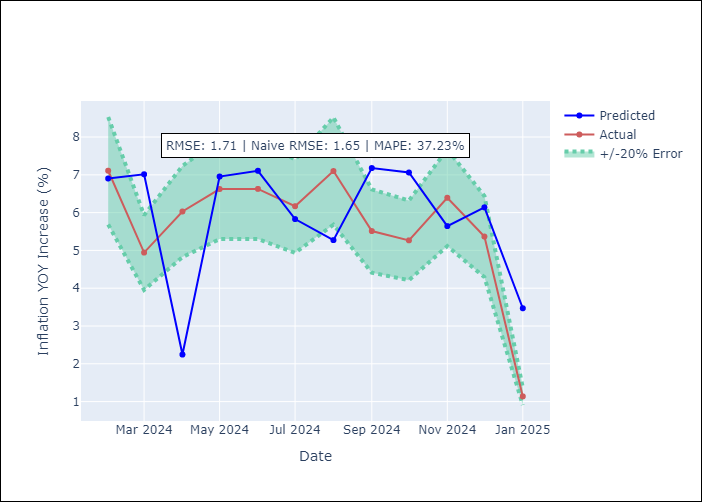 RMSE: 1.71 | Naive RMSE: 1.65 | MAPE: 37.23%
Predicted
Actual
+/-20% Error
Inflation YOY Increase (%)
8
7
6
5
4
3
2
1
Mar 2024 May 2024 Jul 2024 Sep 2024 Nov 2024 Jan 2025
Date